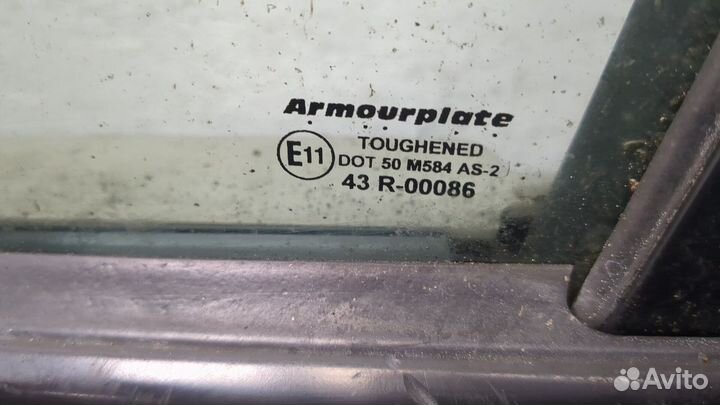 Armourplate
TOUGHENED
E11
DOT 50 M584 AS-2
43 R-00086
Avito